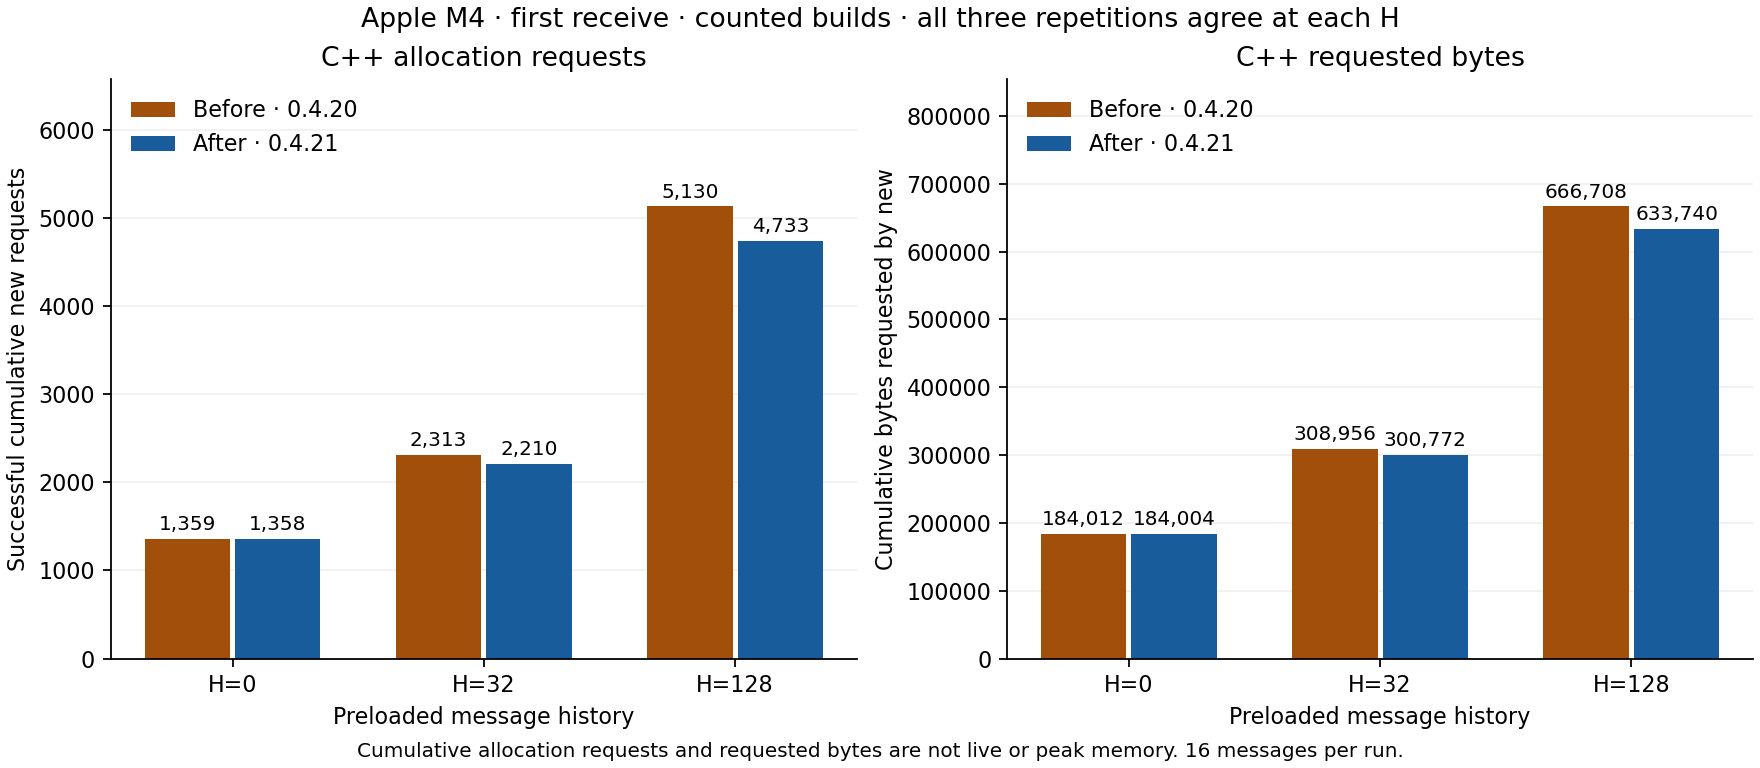 Apple M4 · first receive · counted builds · all three repetitions agree at each H
C++ allocation requests
Before · 0.4.20
After · 0.4.21
Successful cumulative new requests
6000
5000
4000
3000
2000
1000
0
1,359
1,358
2,313
2,210
5,130
4,733
H=0
H=32
H=128
Preloaded message history
C++ requested bytes
Before · 0.4.20
After · 0.4.21
Cumulative bytes requested by new
800000
700000
600000
500000
400000
300000
200000
100000
0
184,012
184,004
308,956
300,772
666,708
633,740
H=0
H=32
H=128
Preloaded message history
Cumulative allocation requests and requested bytes are not live or peak memory. 16 messages per run.